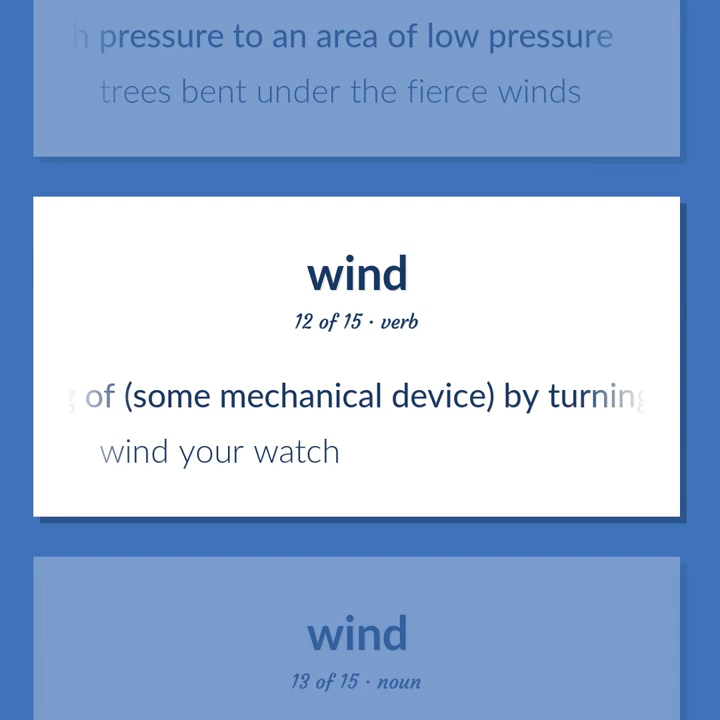 h pressure to an area of low pressure
trees bent under the fierce winds
wind
12 of 15 · verb
g of (some mechanical device) by turning
wind your watch
wind
13 of 15 · noun